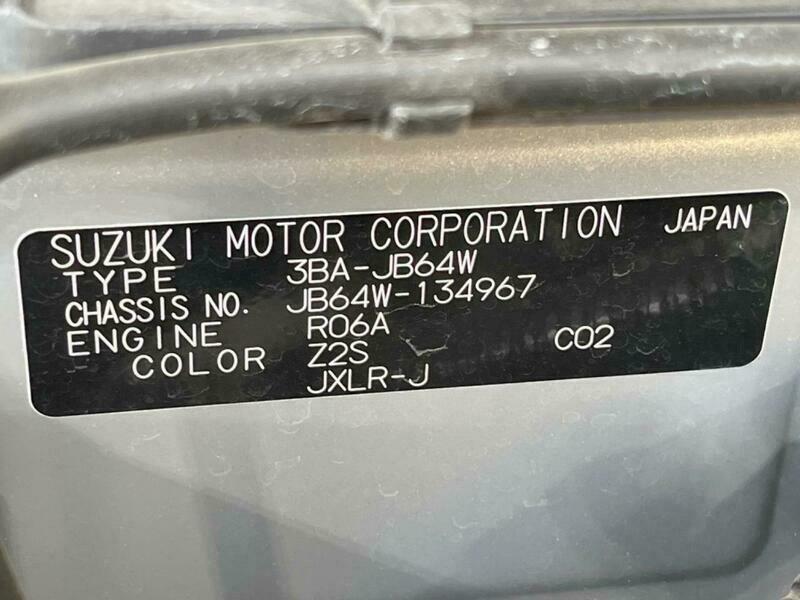 SUZUKI MOTOR CORPORATION JAPAN
TYPE 3BA-JB64W
CHASSIS NO. JB64W-134967
ENGINE R06A
COLOR Z2S C02
JXLR-J